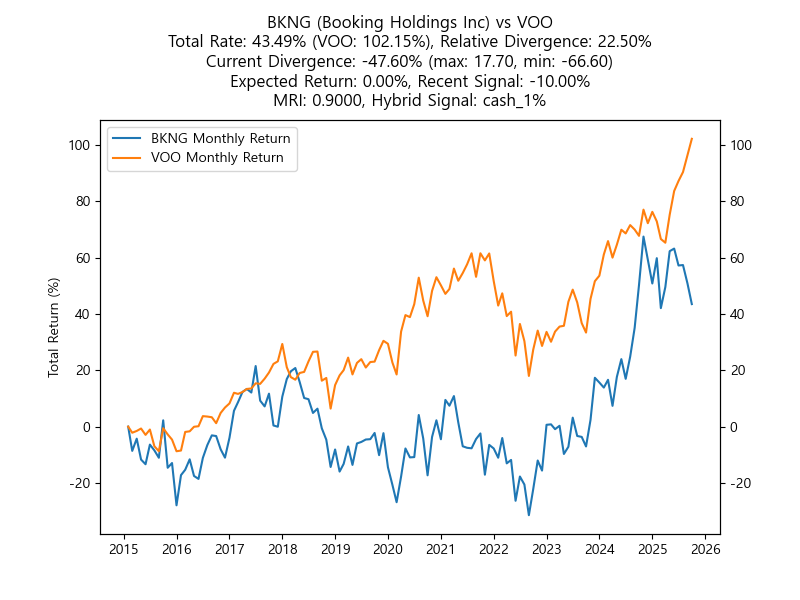 BKNG (Booking Holdings Inc) vs VOO
Total Rate: 43.49% (VOO: 102.15%), Relative Divergence: 22.50%
Current Divergence: -47.60% (max: 17.70, min: -66.60)
Expected Return: 0.00%, Recent Signal: -10.00%
MRI: 0.9000, Hybrid Signal: cash_1%
BKNG Monthly Return
VOO Monthly Return
Total Return (%)
100 100
80 80
60 60
40 40
20 20
0 0
-20 -20
2015 2016 2017 2018 2019 2020 2021 2022 2023 2024 2025 2026